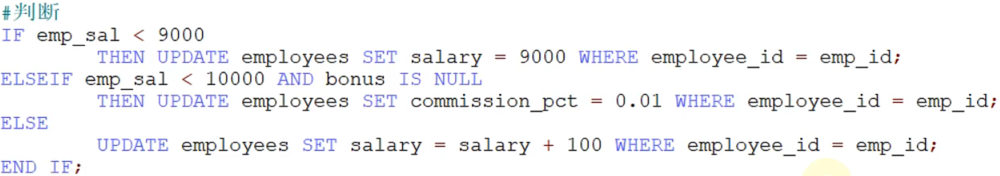 #判断
IF emp_sal < 9000
THEN UPDATE employees SET salary = 9000 WHERE employee_id = emp_id;
ELSEIF emp_sal < 10000 AND bonus IS NULL
THEN UPDATE employees SET commission_pct = 0.01 WHERE employee_id = emp_id;
ELSE
UPDATE employees SET salary = salary + 100 WHERE employee_id = emp_id;
END IF;